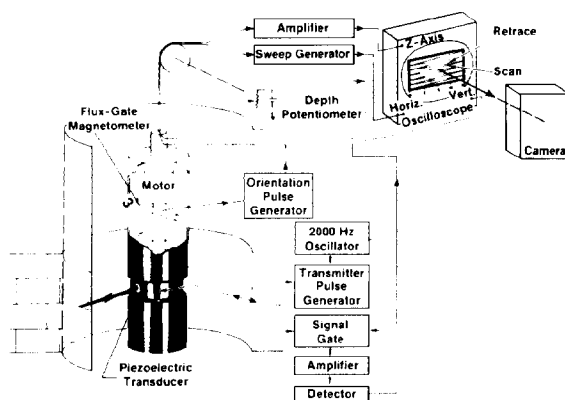 Amplifier
Sweep Generator
Z-Axis
Retrace
Scan
Depth
Potentiometer
Horiz.
Vert.
Oscilloscope
Camera
Flux-Gate
Magnetometer
Motor
Orientation
Pulse
Generator
2000 Hz
Oscillator
Transmitter
Pulse
Generator
Signal
Gate
Amplifier
Detector
Piezoelectric
Transducer